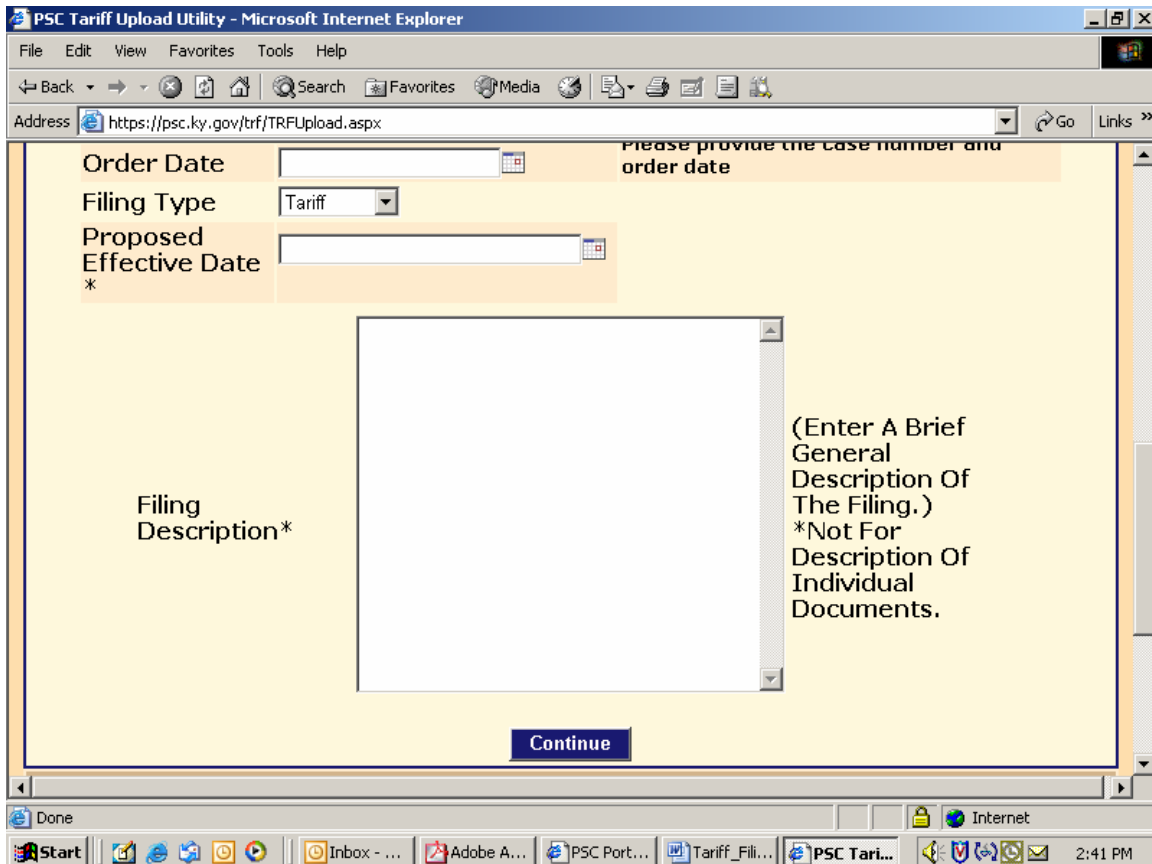 PSC Tariff Upload Utility - Microsoft Internet Explorer
File Edit View Favorites Tools Help
Back Search Favorites Media
Address https://psc.ky.gov/trf/TRFUpload.aspx Go Links »
Please provide the case number and
Order Date order date
Filing Type Tariff
Proposed
Effective Date
*
(Enter A Brief
General
Description Of
Filing The Filing.)
Description* *Not For
Description Of
Individual
Documents.
Continue
Done Internet
Start Inbox - ... Adobe A... PSC Port... Tariff_Fili... PSC Tari... 2:41 PM